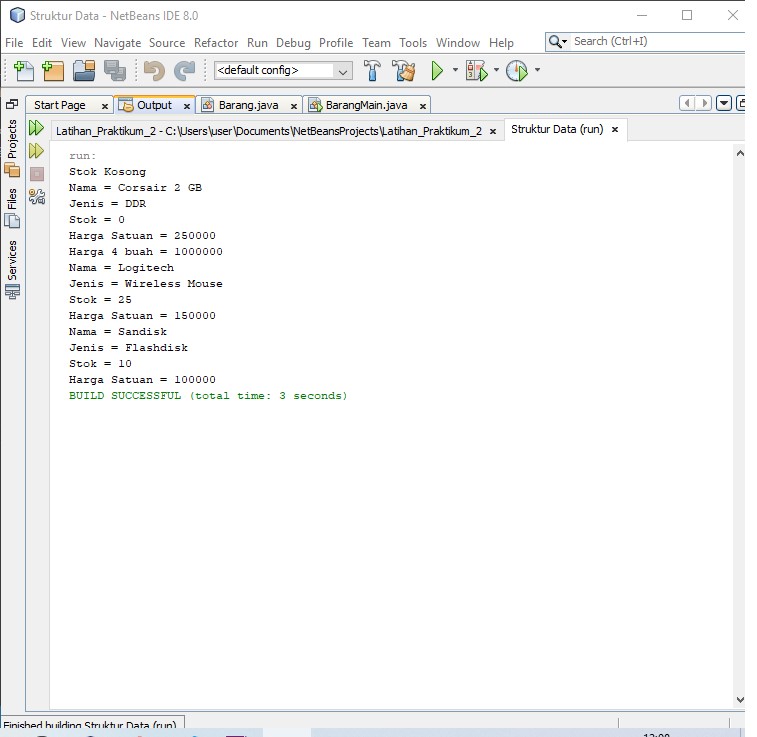 Struktur Data - NetBeans IDE 8.0
File Edit View Navigate Source Refactor Run Debug Profile Team Tools Window Help
Search (Ctrl+I)
<default config>
Start Page Output Barang.java BarangMain.java
Latihan_Praktikum_2 - C:\Users\user\Documents\NetBeansProjects\Latihan_Praktikum_2 Struktur Data (run)
Projects
Files
Services
run:
Stok Kosong
Nama = Corsair 2 GB
Jenis = DDR
Stok = 0
Harga Satuan = 250000
Harga 4 buah = 1000000
Nama = Logitech
Jenis = Wireless Mouse
Stok = 25
Harga Satuan = 150000
Nama = Sandisk
Jenis = Flashdisk
Stok = 10
Harga Satuan = 100000
BUILD SUCCESSFUL (total time: 3 seconds)
Finished building Struktur Data (run)